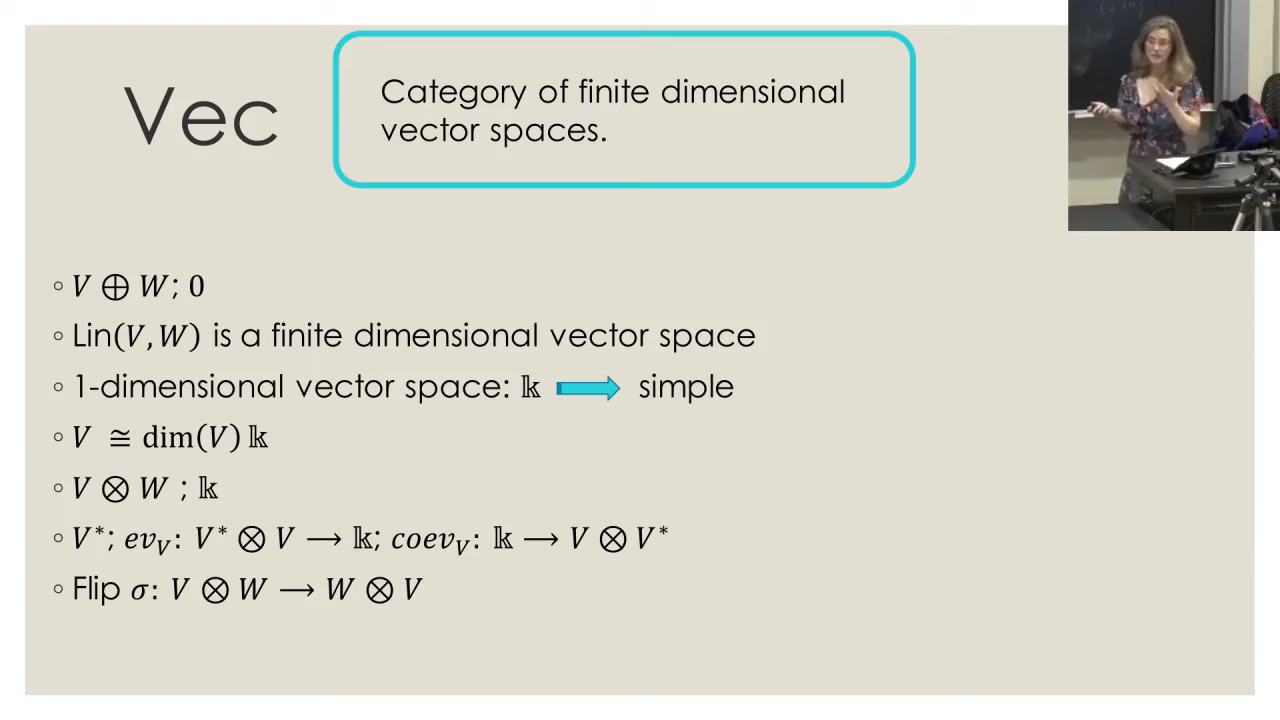 Vec
Category of finite dimensional
vector spaces.
◦ V ⊕ W; 0
◦ Lin(V, W) is a finite dimensional vector space
◦ 1-dimensional vector space: 𝕜 ⟹ simple
◦ V ≅ dim(V) 𝕜
◦ V ⊗ W ; 𝕜
◦ V*; ev_V: V* ⊗ V ⟶ 𝕜; coev_V: 𝕜 ⟶ V ⊗ V*
◦ Flip σ: V ⊗ W ⟶ W ⊗ V